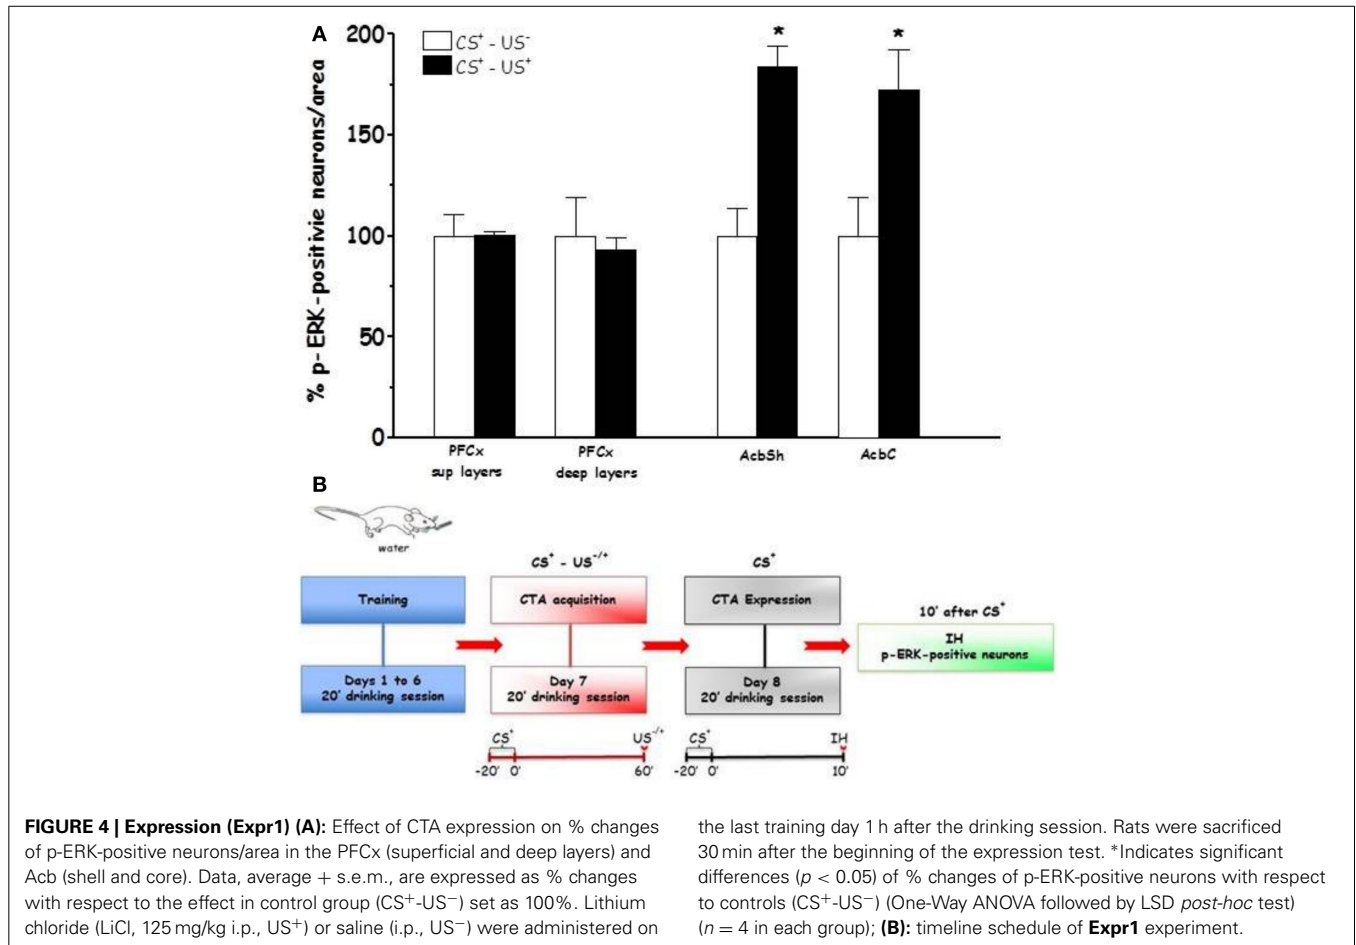 A
200
150
100
50
0
% p-ERK-positivie neurons/area
CS+ - US-
CS+ - US+
*
*
PFCx
sup layers
PFCx
deep layers
AcbSh
AcbC
B
water
CS+ - US-/+
CS+
Training
CTA acquisition
CTA Expression
10' after CS+
IH
p-ERK-positive neurons
Days 1 to 6
20' drinking session
Day 7
20' drinking session
Day 8
20' drinking session
CS+
US-/+
-20' 0' 60'
CS+
IH
-20' 0' 10'
FIGURE 4 | Expression (Expr1) (A): Effect of CTA expression on % changes
of p-ERK-positive neurons/area in the PFCx (superficial and deep layers) and
Acb (shell and core). Data, average + s.e.m., are expressed as % changes
with respect to the effect in control group (CS+-US−) set as 100%. Lithium
chloride (LiCl, 125 mg/kg i.p., US+) or saline (i.p., US−) were administered on
the last training day 1 h after the drinking session. Rats were sacrificed
30 min after the beginning of the expression test. *Indicates significant
differences (p < 0.05) of % changes of p-ERK-positive neurons with respect
to controls (CS+-US−) (One-Way ANOVA followed by LSD post-hoc test)
(n = 4 in each group); (B): timeline schedule of Expr1 experiment.